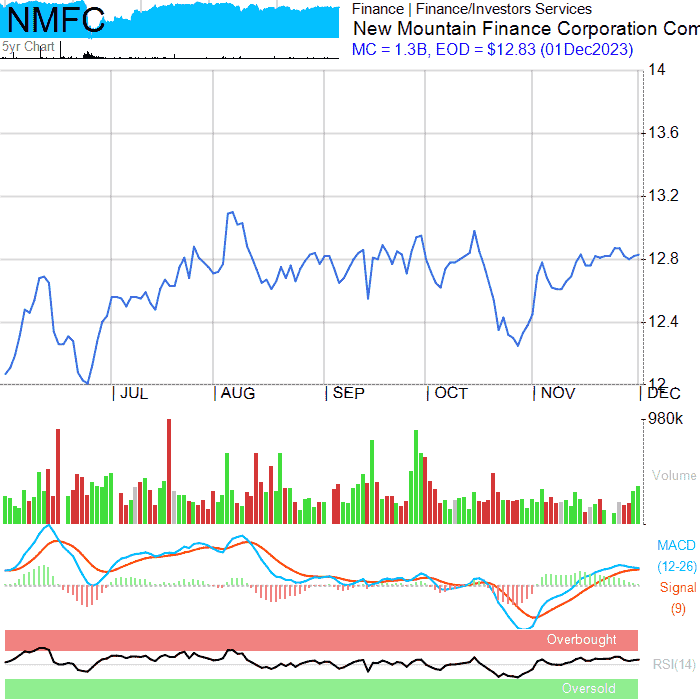 NMFC
5yr Chart
Finance | Finance/Investors Services
New Mountain Finance Corporation Com
MC = 1.3B, EOD = $12.83 (01Dec2023)
14
13.6
13.2
12.8
12.4
12
JUL AUG SEP OCT NOV DEC
980k
Volume
MACD
(12-26)
Signal
(9)
Overbought
RSI(14)
Oversold